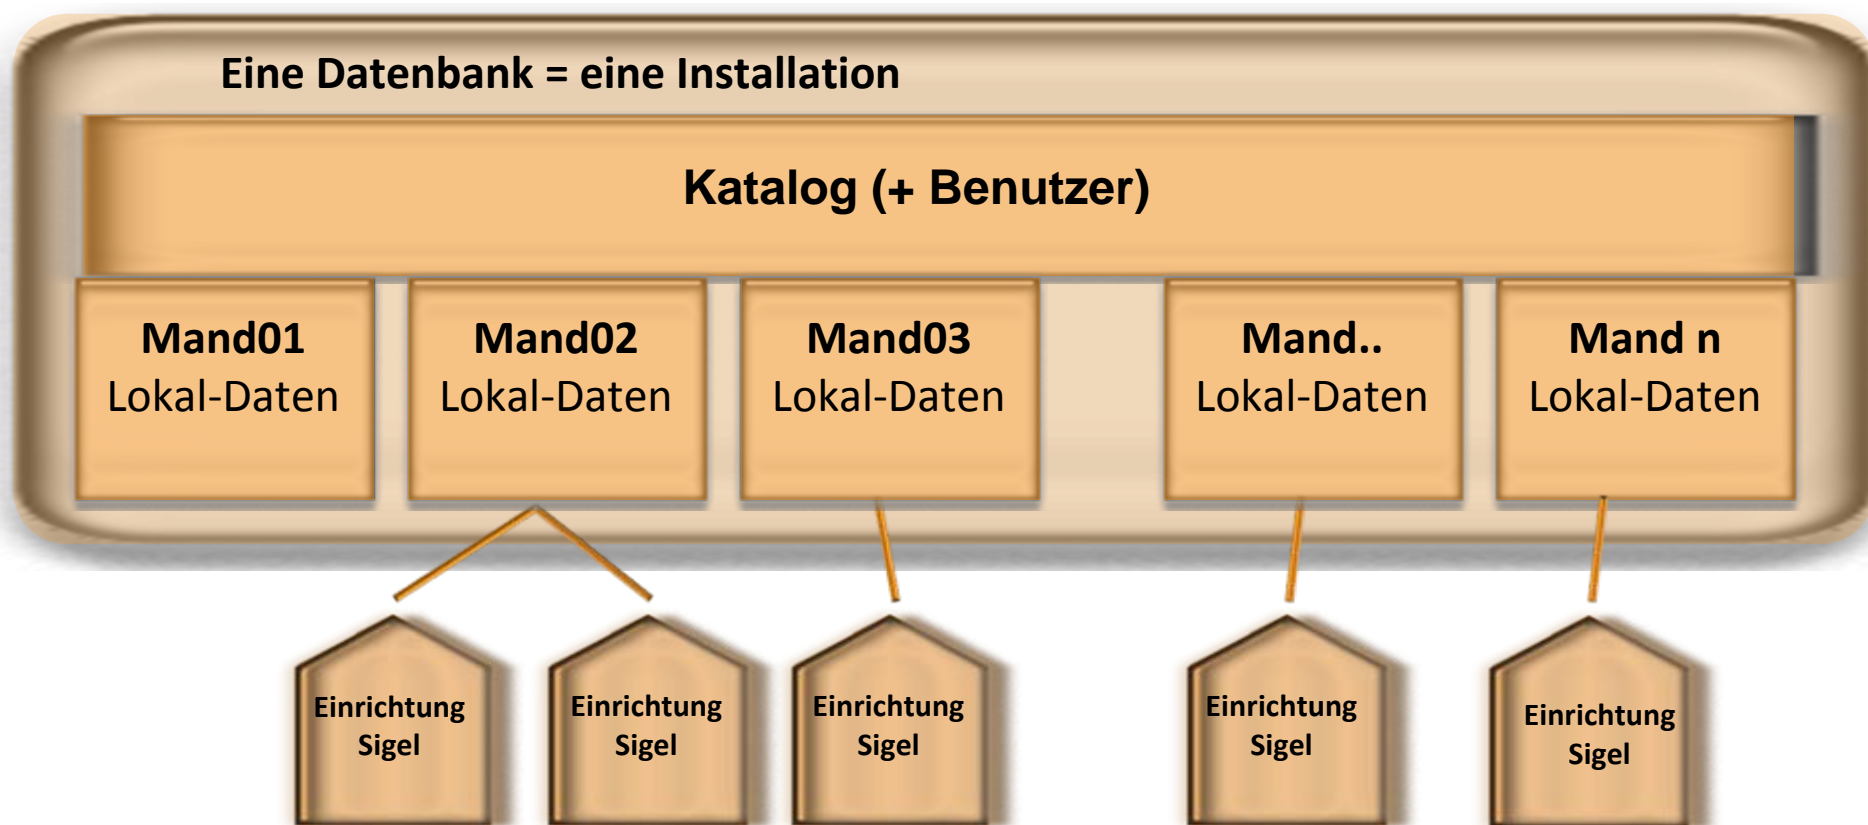 Eine Datenbank = eine Installation
Katalog (+ Benutzer)
Mand01
Lokal-Daten
Mand02
Lokal-Daten
Mand03
Lokal-Daten
Mand..
Lokal-Daten
Mand n
Lokal-Daten
Einrichtung
Sigel
Einrichtung
Sigel
Einrichtung
Sigel
Einrichtung
Sigel
Einrichtung
Sigel